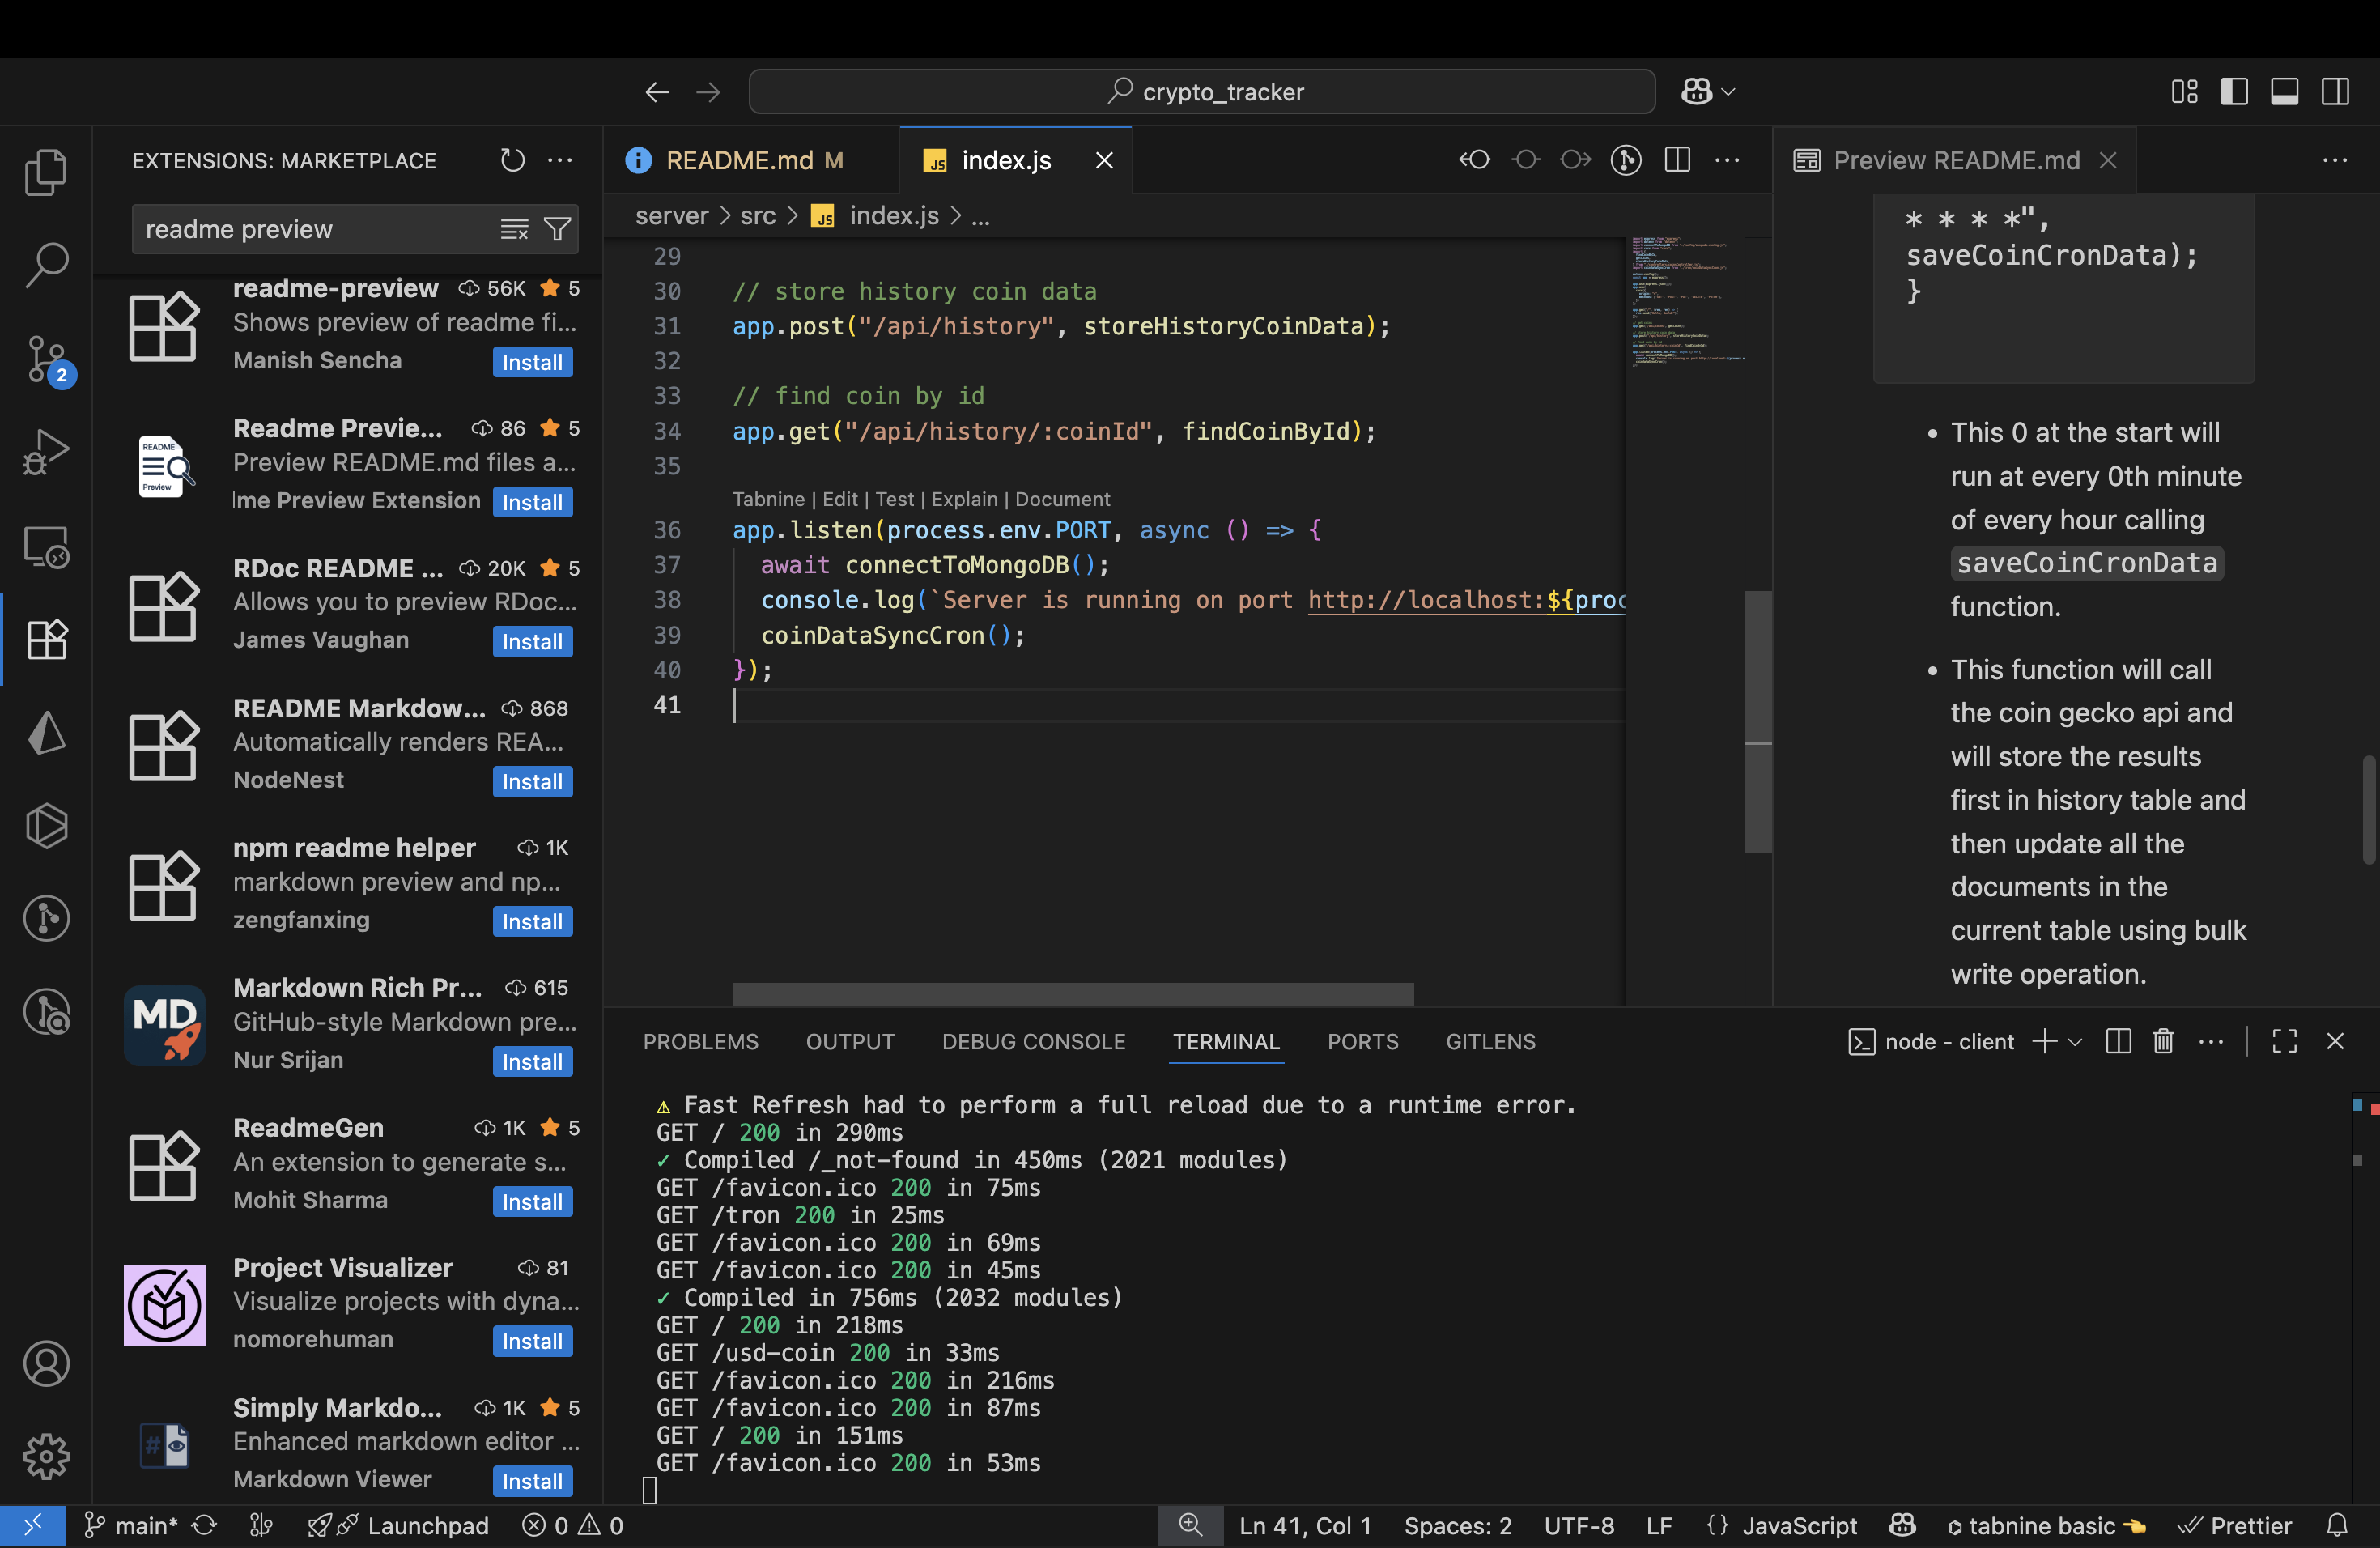 crypto_tracker
EXTENSIONS: MARKETPLACE
readme preview
readme-preview 56K 5
Shows preview of readme fi...
Manish Sencha Install
README
Preview
Readme Previe... 86 5
Preview README.md files a...
me Preview Extension Install
RDoc README ... 20K 5
Allows you to preview RDoc...
James Vaughan Install
README Markdow... 868
Automatically renders REA...
NodeNest Install
npm readme helper 1K
markdown preview and np...
zengfanxing Install
MD
Markdown Rich Pr... 615
GitHub-style Markdown pre...
Nur Srijan Install
ReadmeGen 1K 5
An extension to generate s...
Mohit Sharma Install
Project Visualizer 81
Visualize projects with dyna...
nomorehuman Install
Simply Markdo... 1K 5
Enhanced markdown editor ...
Markdown Viewer Install
2
README.md M
JS index.js
server > src > JS index.js > ...
29
30 // store history coin data
31 app.post("/api/history", storeHistoryCoinData);
32
33 // find coin by id
34 app.get("/api/history/:coinId", findCoinById);
35
Tabnine | Edit | Test | Explain | Document
36 app.listen(process.env.PORT, async () => {
37 await connectToMongoDB();
38 console.log(`Server is running on port http://localhost:${proc
39 coinDataSyncCron();
40 });
41
Preview README.md
* * * *",
saveCoinCronData);
}
• This 0 at the start will
run at every 0th minute
of every hour calling
saveCoinCronData
function.
• This function will call
the coin gecko api and
will store the results
first in history table and
then update all the
documents in the
current table using bulk
write operation.
PROBLEMS OUTPUT DEBUG CONSOLE TERMINAL PORTS GITLENS
node - client
⚠ Fast Refresh had to perform a full reload due to a runtime error.
GET / 200 in 290ms
✓ Compiled /_not-found in 450ms (2021 modules)
GET /favicon.ico 200 in 75ms
GET /tron 200 in 25ms
GET /favicon.ico 200 in 69ms
GET /favicon.ico 200 in 45ms
✓ Compiled in 756ms (2032 modules)
GET / 200 in 218ms
GET /usd-coin 200 in 33ms
GET /favicon.ico 200 in 216ms
GET /favicon.ico 200 in 87ms
GET / 200 in 151ms
GET /favicon.ico 200 in 53ms
main* Launchpad 0 0 Ln 41, Col 1 Spaces: 2 UTF-8 LF {} JavaScript tabnine basic Prettier